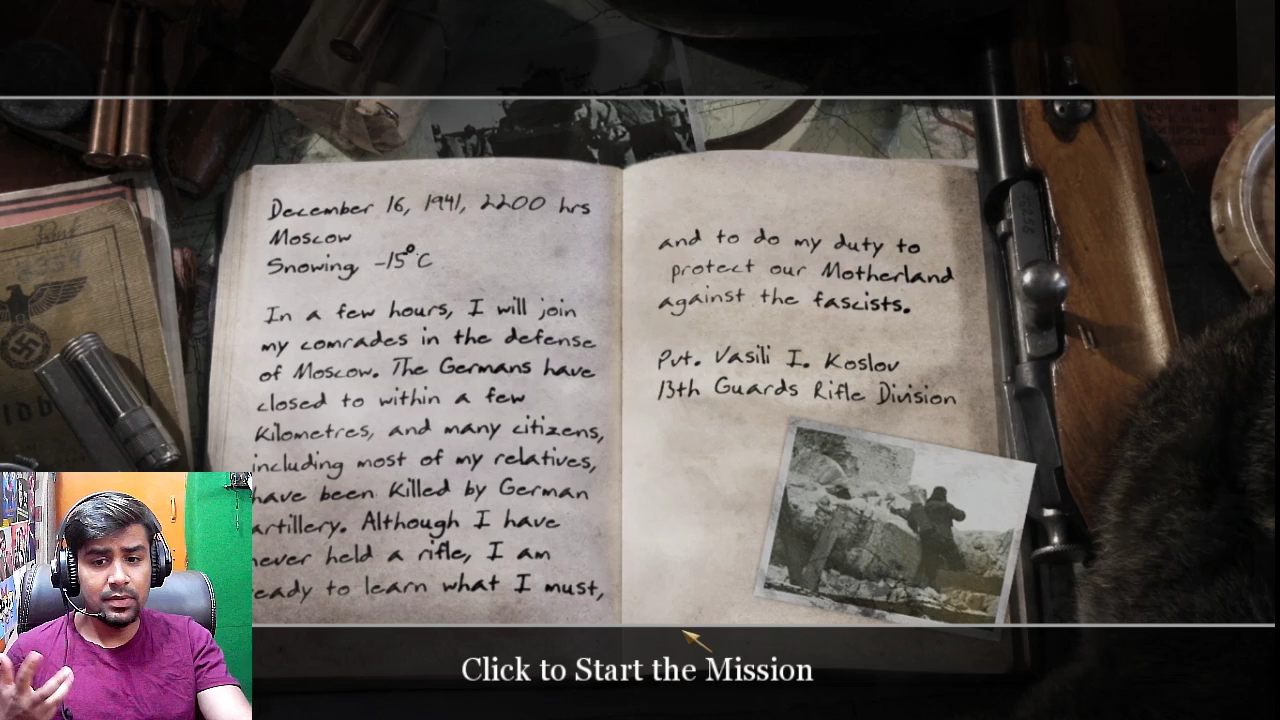 December 16, 1941, 2200 hrs
Moscow
Snowing -15°C
In a few hours, I will join
my comrades in the defense
of Moscow. The Germans have
closed to within a few
kilometres, and many citizens,
including most of my relatives,
have been killed by German
artillery. Although I have
never held a rifle, I am
eady to learn what I must,
and to do my duty to
protect our Motherland
against the fascists.
Pvt. Vasili I. Koslov
13th Guards Rifle Division
Click to Start the Mission